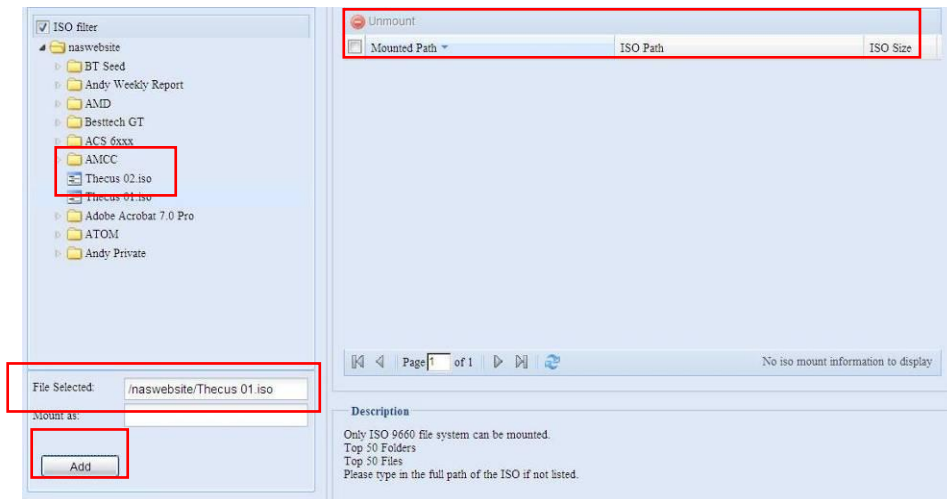 ISO filter
naswebsite
BT Seed
Andy Weekly Report
AMD
Besttech GT
ACS 6xxx
AMCC
Thecus 02.iso
Thecus 01.iso
Adobe Acrobat 7.0 Pro
ATOM
Andy Private
File Selected: /naswebsite/Thecus 01.iso
Mount as:
Add
Unmount
Mounted Path ISO Path ISO Size
Page 1 of 1 No iso mount information to display
Description
Only ISO 9660 file system can be mounted.
Top 50 Folders
Top 50 Files
Please type in the full path of the ISO if not listed.